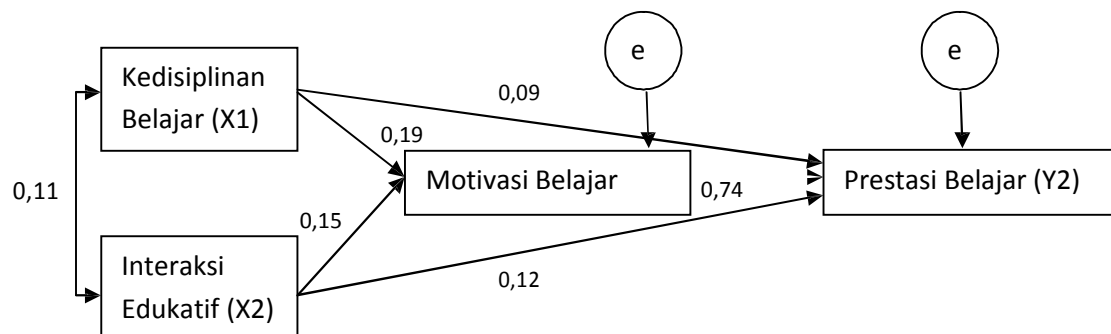 e
e
Kedisiplinan
Belajar (X1)
0,09
0,19
Motivasi Belajar
0,74
Prestasi Belajar (Y2)
0,11
0,15
Interaksi
Edukatif (X2)
0,12